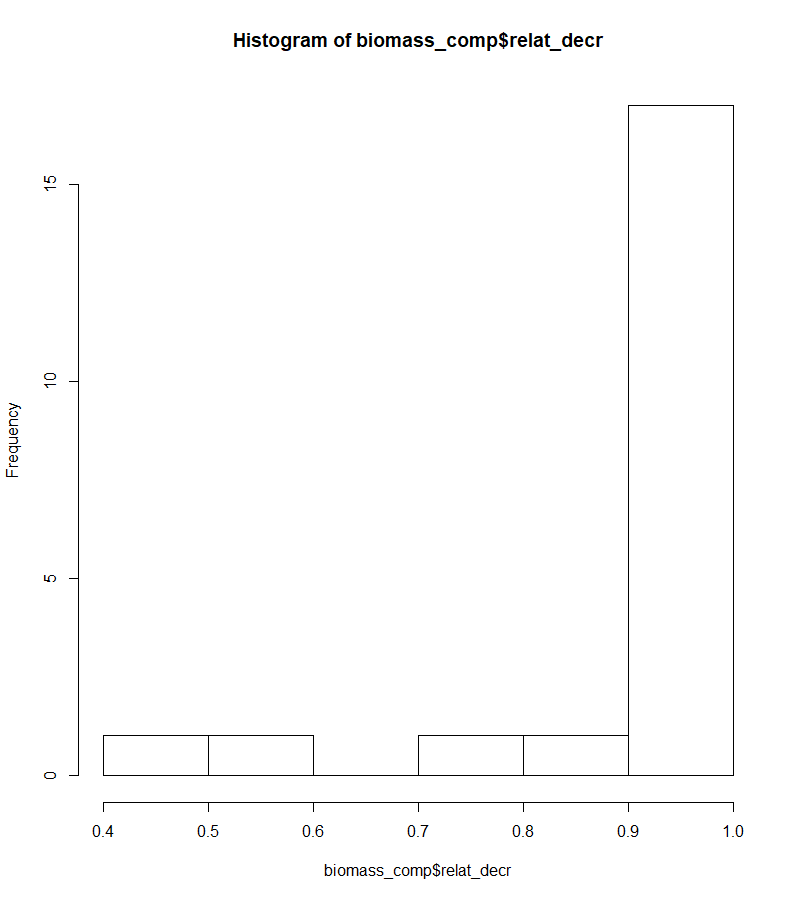 Histogram of biomass_comp$relat_decr
Frequency
15
10
5
0
0.4 0.5 0.6 0.7 0.8 0.9 1.0
biomass_comp$relat_decr